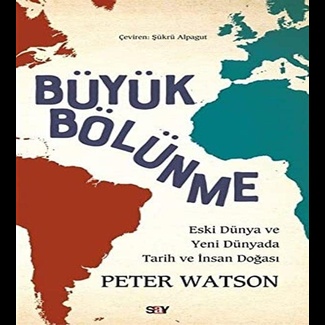 Çeviren: Şükrü Alpagut
BÜYÜK
BÖLÜNME
Eski Dünya ve
Yeni Dünyada
Tarih ve İnsan Doğası
PETER WATSON
SAY